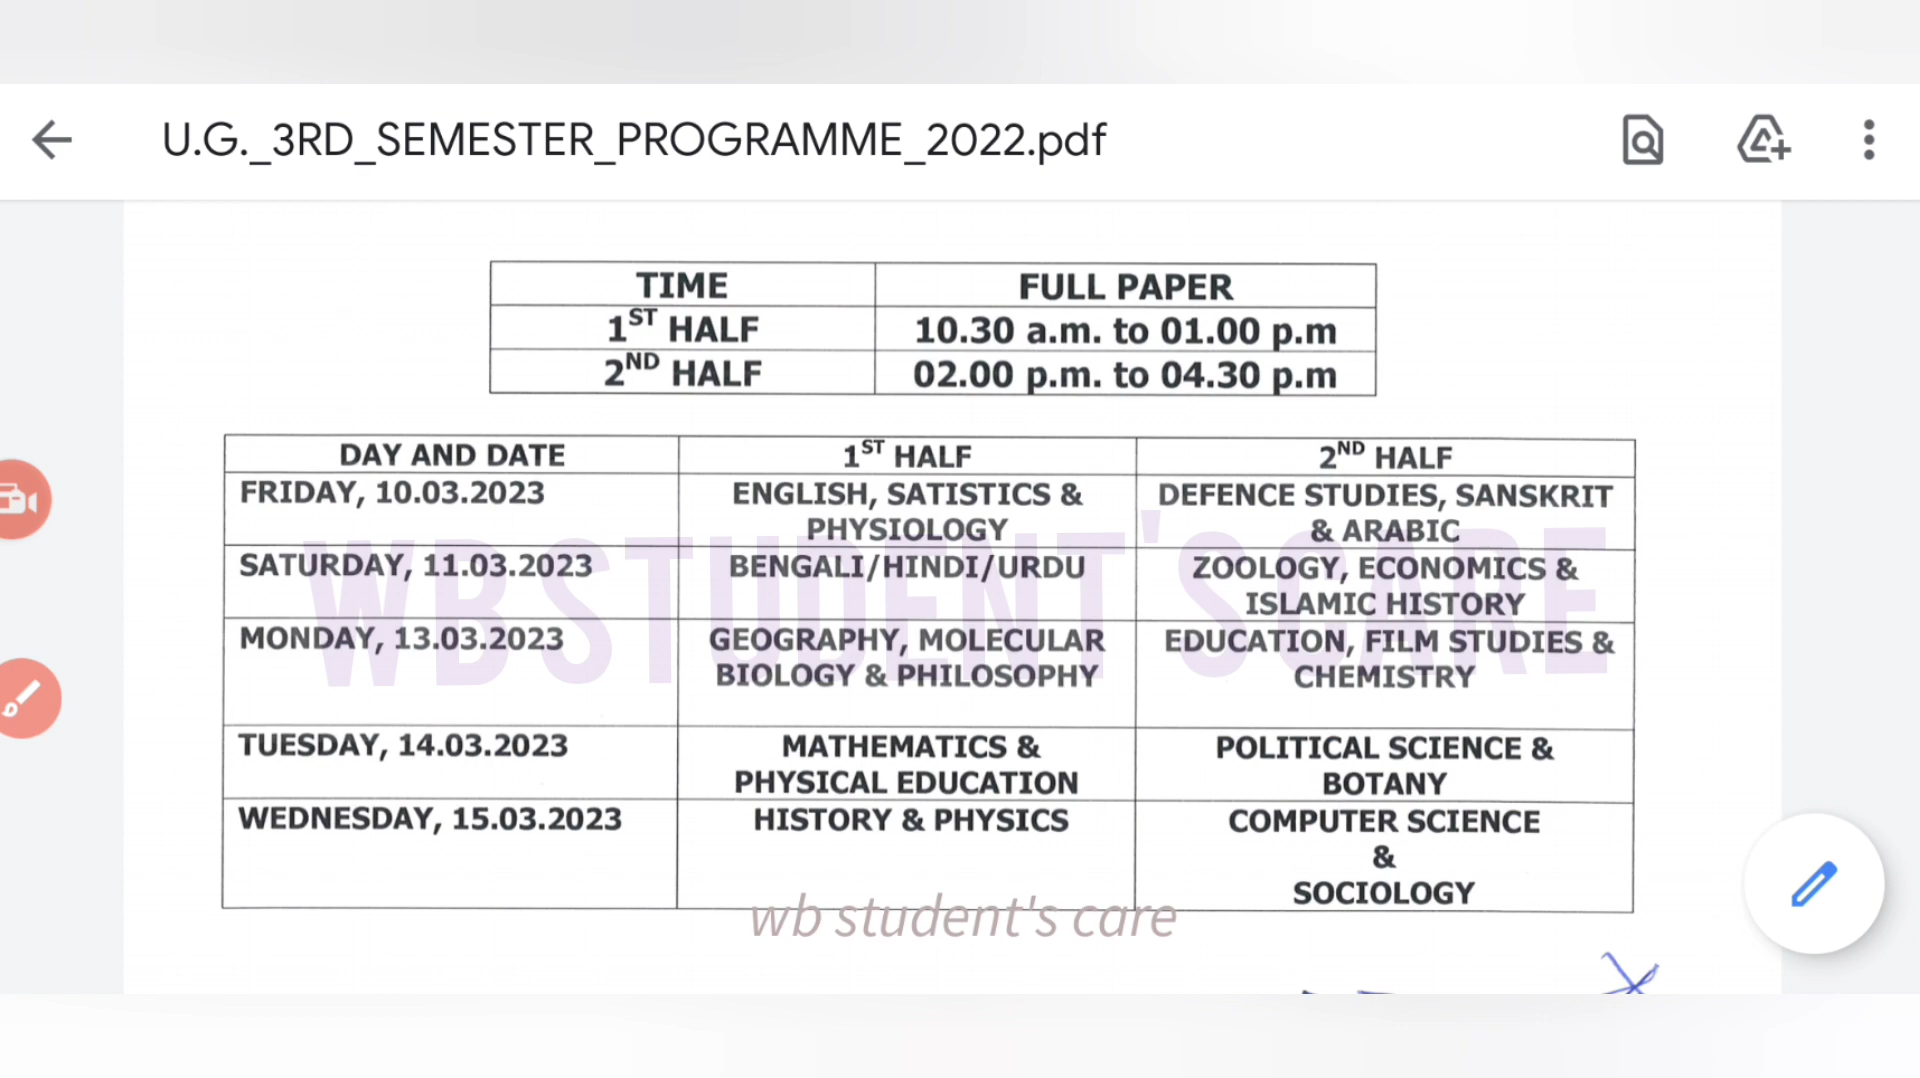 U.G._3RD_SEMESTER_PROGRAMME_2022.pdf
TIME FULL PAPER
1ST HALF 10.30 a.m. to 01.00 p.m
2ND HALF 02.00 p.m. to 04.30 p.m
DAY AND DATE 1ST HALF 2ND HALF
FRIDAY, 10.03.2023 ENGLISH, SATISTICS & DEFENCE STUDIES, SANSKRIT
PHYSIOLOGY & ARABIC
SATURDAY, 11.03.2023 BENGALI/HINDI/URDU ZOOLOGY, ECONOMICS &
ISLAMIC HISTORY
WB STUDENT'S CARE
MONDAY, 13.03.2023 GEOGRAPHY, MOLECULAR EDUCATION, FILM STUDIES &
BIOLOGY & PHILOSOPHY CHEMISTRY
TUESDAY, 14.03.2023 MATHEMATICS & POLITICAL SCIENCE &
PHYSICAL EDUCATION BOTANY
WEDNESDAY, 15.03.2023 HISTORY & PHYSICS COMPUTER SCIENCE
&
SOCIOLOGY
wb student's care